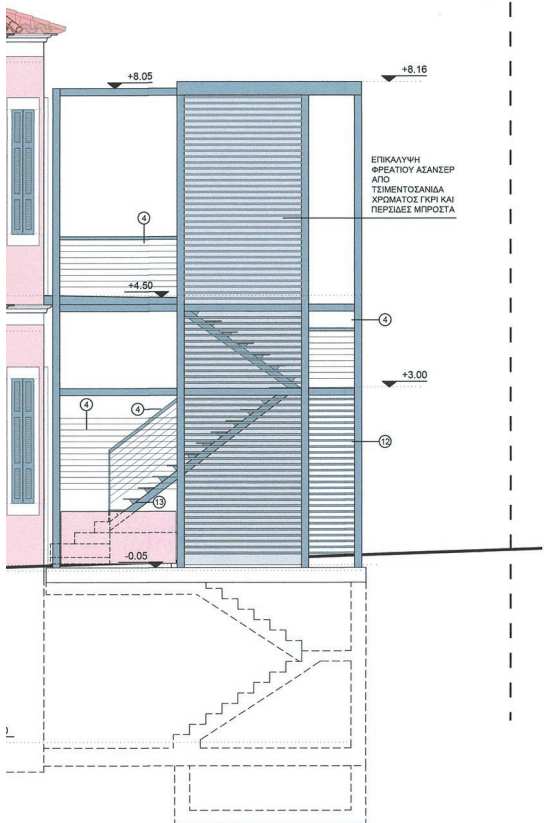 +8.05
+8.16
ΕΠΙΚΑΛΥΨΗ
ΦΡΕΑΤΙΟΥ ΑΣΑΝΣΕΡ
ΑΠΟ
ΤΣΙΜΕΝΤΟΣΑΝΙΔΑ
ΧΡΩΜΑΤΟΣ ΓΚΡΙ ΚΑΙ
ΠΕΡΣΙΔΕΣ ΜΠΡΟΣΤΑ
4
+4.50
4
+3.00
4
4
12
13
-0.05